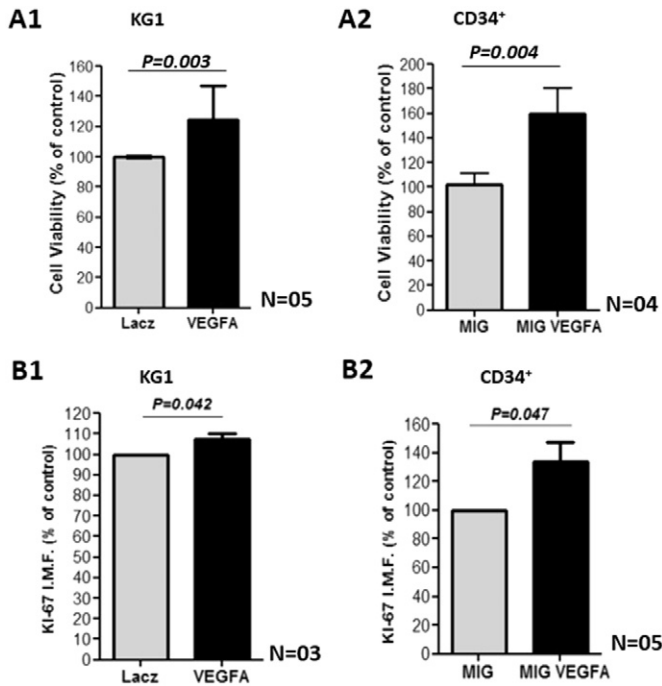 A1
KG1
P=0.003
Cell Viability (% of control)
160
140
120
100
80
60
40
20
0
Lacz VEGFA
N=05
A2
CD34+
P=0.004
Cell Viability (% of control)
200
180
160
140
120
100
80
60
40
20
0
MIG MIG VEGFA
N=04
B1
KG1
P=0.042
KI-67 I.M.F. (% of control)
120
110
100
90
80
70
60
50
40
30
20
10
0
Lacz VEGFA
N=03
B2
CD34+
P=0.047
KI-67 I.M.F. (% of control)
160
140
120
100
80
60
40
20
0
MIG MIG VEGFA
N=05